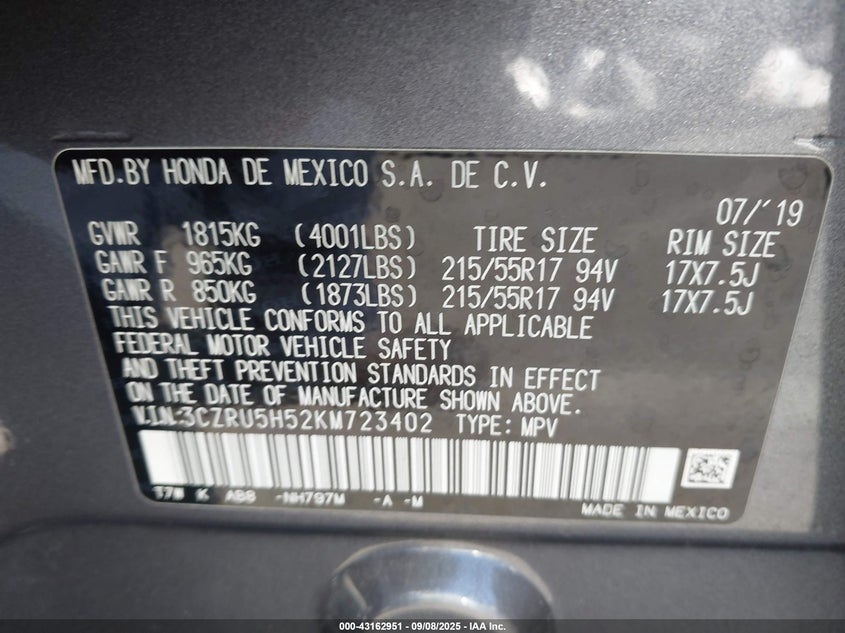 MFD.BY HONDA DE MEXICO S.A. DE C.V.
07/'19
GVWR 1815KG (4001LBS) TIRE SIZE RIM SIZE
GAWR F 965KG (2127LBS) 215/55R17 94V 17X7.5J
GAWR R 850KG (1873LBS) 215/55R17 94V 17X7.5J
THIS VEHICLE CONFORMS TO ALL APPLICABLE
FEDERAL MOTOR VEHICLE SAFETY
AND THEFT PREVENTION STANDARDS IN EFFECT
ON THE DATE OF MANUFACTURE SHOWN ABOVE.
V.I.N:3CZRU5H52KM723402 TYPE: MPV
K AB8 -NH797M -A -M
MADE IN MEXICO
000-43162951 - 09/08/2025 - IAA Inc.